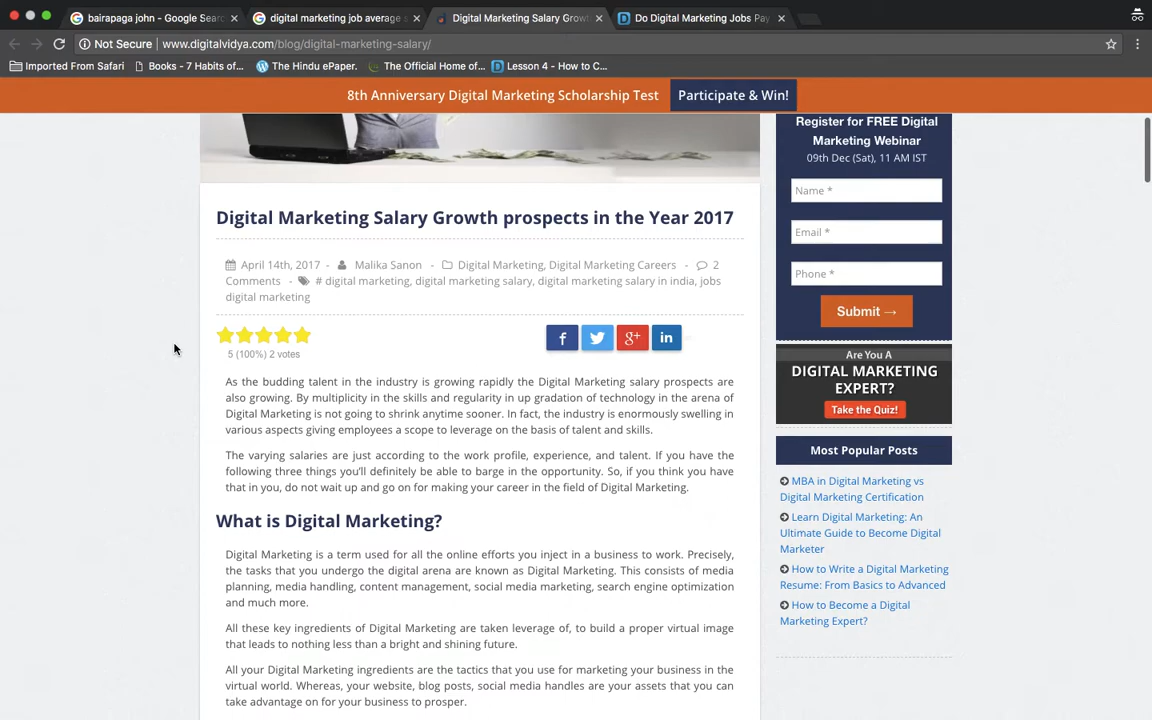 bairapaga john - Google Sear
digital marketing job average s
Digital Marketing Salary Growt
Do Digital Marketing Jobs Pay
Not Secure
www.digitalvidya.com/blog/digital-marketing-salary/
Imported From Safari
Books - 7 Habits of...
The Hindu ePaper.
The Official Home of...
Lesson 4 - How to C...
8th Anniversary Digital Marketing Scholarship Test
Participate & Win!
Digital Marketing Salary Growth prospects in the Year 2017
April 14th, 2017 - Malika Sanon - Digital Marketing, Digital Marketing Careers - 2
Comments - # digital marketing, digital marketing salary, digital marketing salary in india, jobs
digital marketing
5 (100%) 2 votes
f
g+
in
As the budding talent in the industry is growing rapidly the Digital Marketing salary prospects are
also growing. By multiplicity in the skills and regularity in up gradation of technology in the arena of
Digital Marketing is not going to shrink anytime sooner. In fact, the industry is enormously swelling in
various aspects giving employees a scope to leverage on the basis of talent and skills.
The varying salaries are just according to the work profile, experience, and talent. If you have the
following three things you'll definitely be able to barge in the opportunity. So, if you think you have
that in you, do not wait up and go on for making your career in the field of Digital Marketing.
What is Digital Marketing?
Digital Marketing is a term used for all the online efforts you inject in a business to work. Precisely,
the tasks that you undergo the digital arena are known as Digital Marketing. This consists of media
planning, media handling, content management, social media marketing, search engine optimization
and much more.
All these key ingredients of Digital Marketing are taken leverage of, to build a proper virtual image
that leads to nothing less than a bright and shining future.
All your Digital Marketing ingredients are the tactics that you use for marketing your business in the
virtual world. Whereas, your website, blog posts, social media handles are your assets that you can
take advantage on for your business to prosper.
Register for FREE Digital
Marketing Webinar
09th Dec (Sat), 11 AM IST
Name *
Email *
Phone *
Submit →
Are You A
DIGITAL MARKETING
EXPERT?
Take the Quiz!
Most Popular Posts
MBA in Digital Marketing vs
Digital Marketing Certification
Learn Digital Marketing: An
Ultimate Guide to Become Digital
Marketer
How to Write a Digital Marketing
Resume: From Basics to Advanced
How to Become a Digital
Marketing Expert?